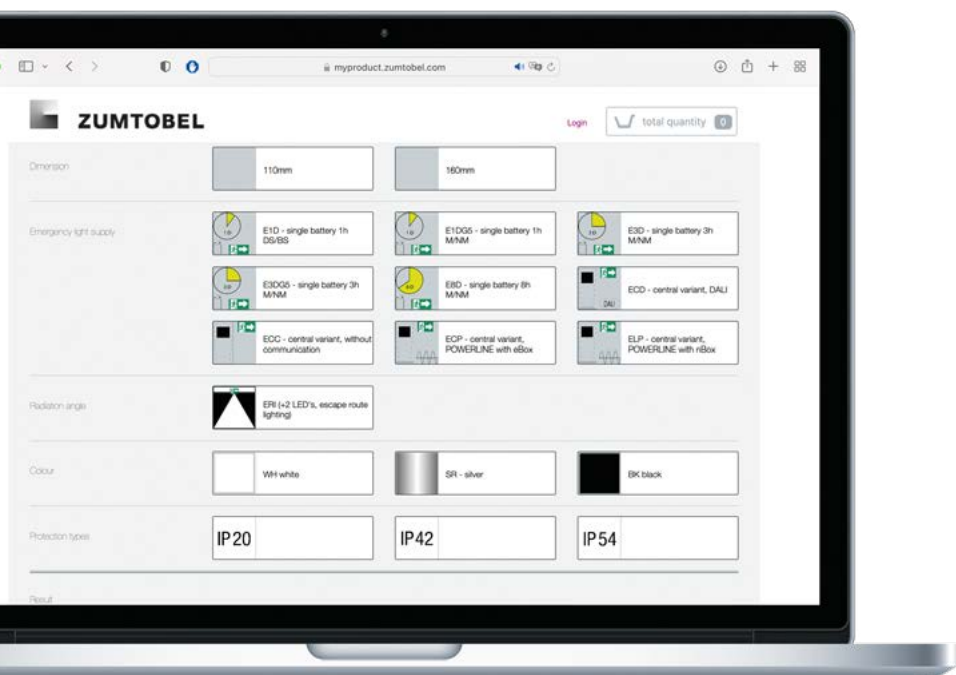 myproduct.zumtobel.com
ZUMTOBEL
Login
total quantity 0
Dimension
110mm
160mm
Emergency light supply
E1D - single battery 1h
DS/BS
E1DG5 - single battery 1h
M/NM
E3D - single battery 3h
M/NM
E3DG5 - single battery 3h
M/NM
E8D - single battery 8h
M/NM
ECD - central variant, DALI
DALI
ECC - central variant, without
communication
ECP - central variant,
POWERLINE with eBox
ELP - central variant,
POWERLINE with nBox
Radiation angle
ERI (+2 LED's, escape route
lighting)
Colour
WH white
SR - silver
BK black
Protection types
IP20
IP42
IP54
Result